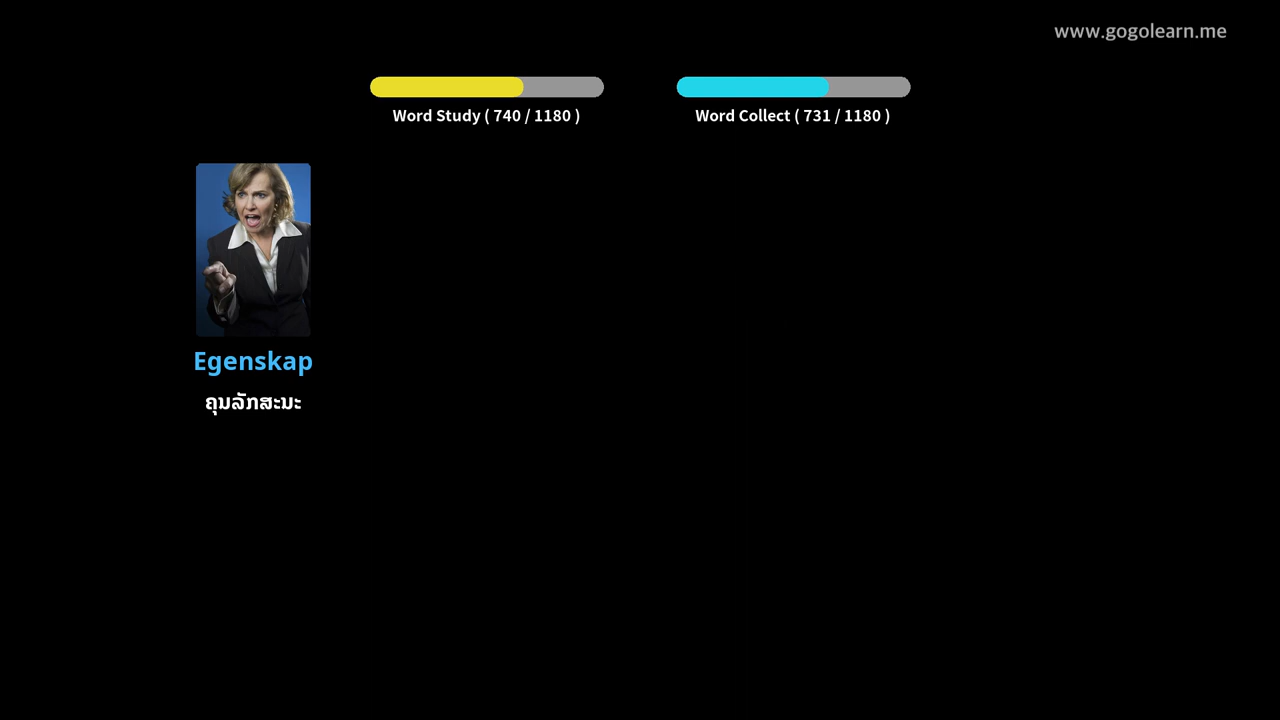 www.gogolearn.me
Word Study ( 740 / 1180 )
Word Collect ( 731 / 1180 )
Egenskap
ຄຸນລັກສະນະ